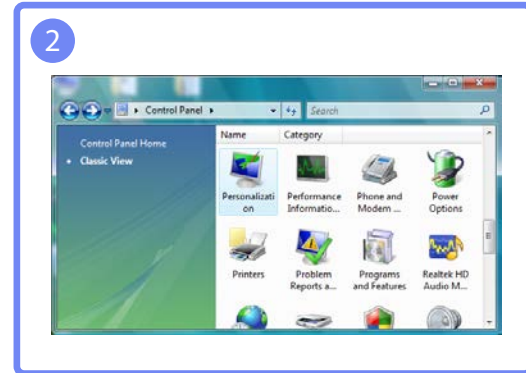 2
Control Panel
Search
Name Category
Control Panel Home
Classic View
Personalizati
on
Performance
Informatio...
Phone and
Modem ...
Power
Options
Printers
Problem
Reports a...
Programs
and Features
Realtek HD
Audio M...